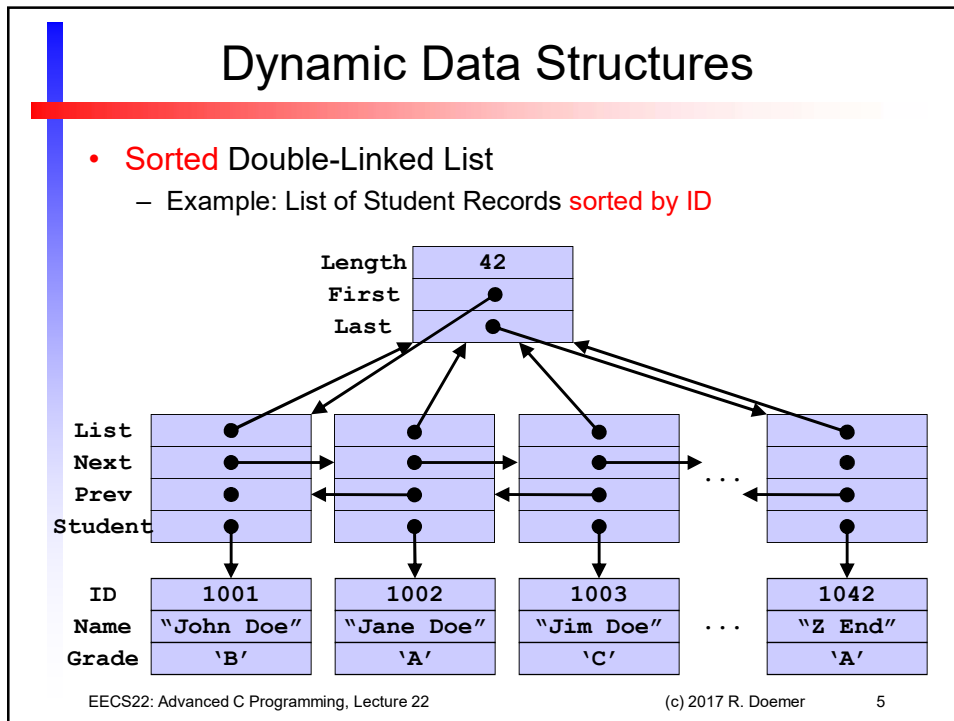 Dynamic Data Structures
• Sorted Double-Linked List
– Example: List of Student Records sorted by ID
Length 42
First
Last
List
Next
...
Prev
Student
ID 1001 1002 1003 1042
Name “John Doe” “Jane Doe” “Jim Doe” ... “Z End”
Grade ‘B’ ‘A’ ‘C’ ‘A’
EECS22: Advanced C Programming, Lecture 22 (c) 2017 R. Doemer 5